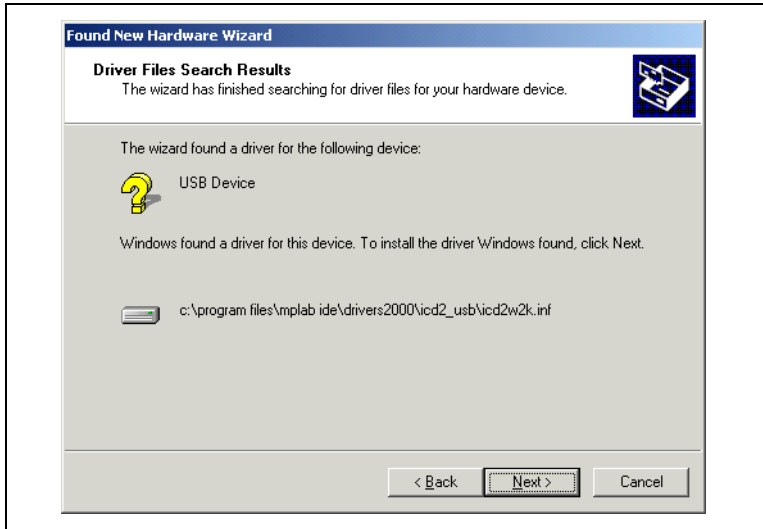 Found New Hardware Wizard
Driver Files Search Results
The wizard has finished searching for driver files for your hardware device.
The wizard found a driver for the following device:
USB Device
Windows found a driver for this device. To install the driver Windows found, click Next.
c:\program files\mplab ide\drivers2000\icd2_usb\icd2w2k.inf
< Back Next > Cancel